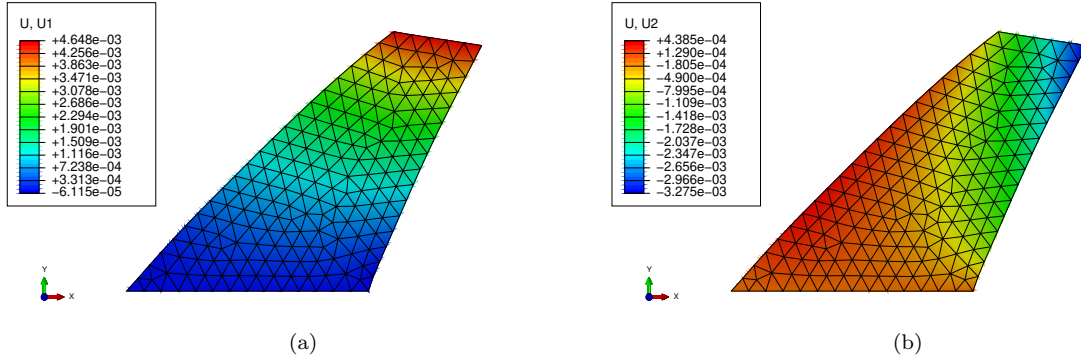 U, U1
+4.648e-03
+4.256e-03
+3.863e-03
+3.471e-03
+3.078e-03
+2.686e-03
+2.294e-03
+1.901e-03
+1.509e-03
+1.116e-03
+7.238e-04
+3.313e-04
-6.115e-05
Y
X
(a)
U, U2
+4.385e-04
+1.290e-04
-1.805e-04
-4.900e-04
-7.995e-04
-1.109e-03
-1.418e-03
-1.728e-03
-2.037e-03
-2.347e-03
-2.656e-03
-2.966e-03
-3.275e-03
Y
X
(b)